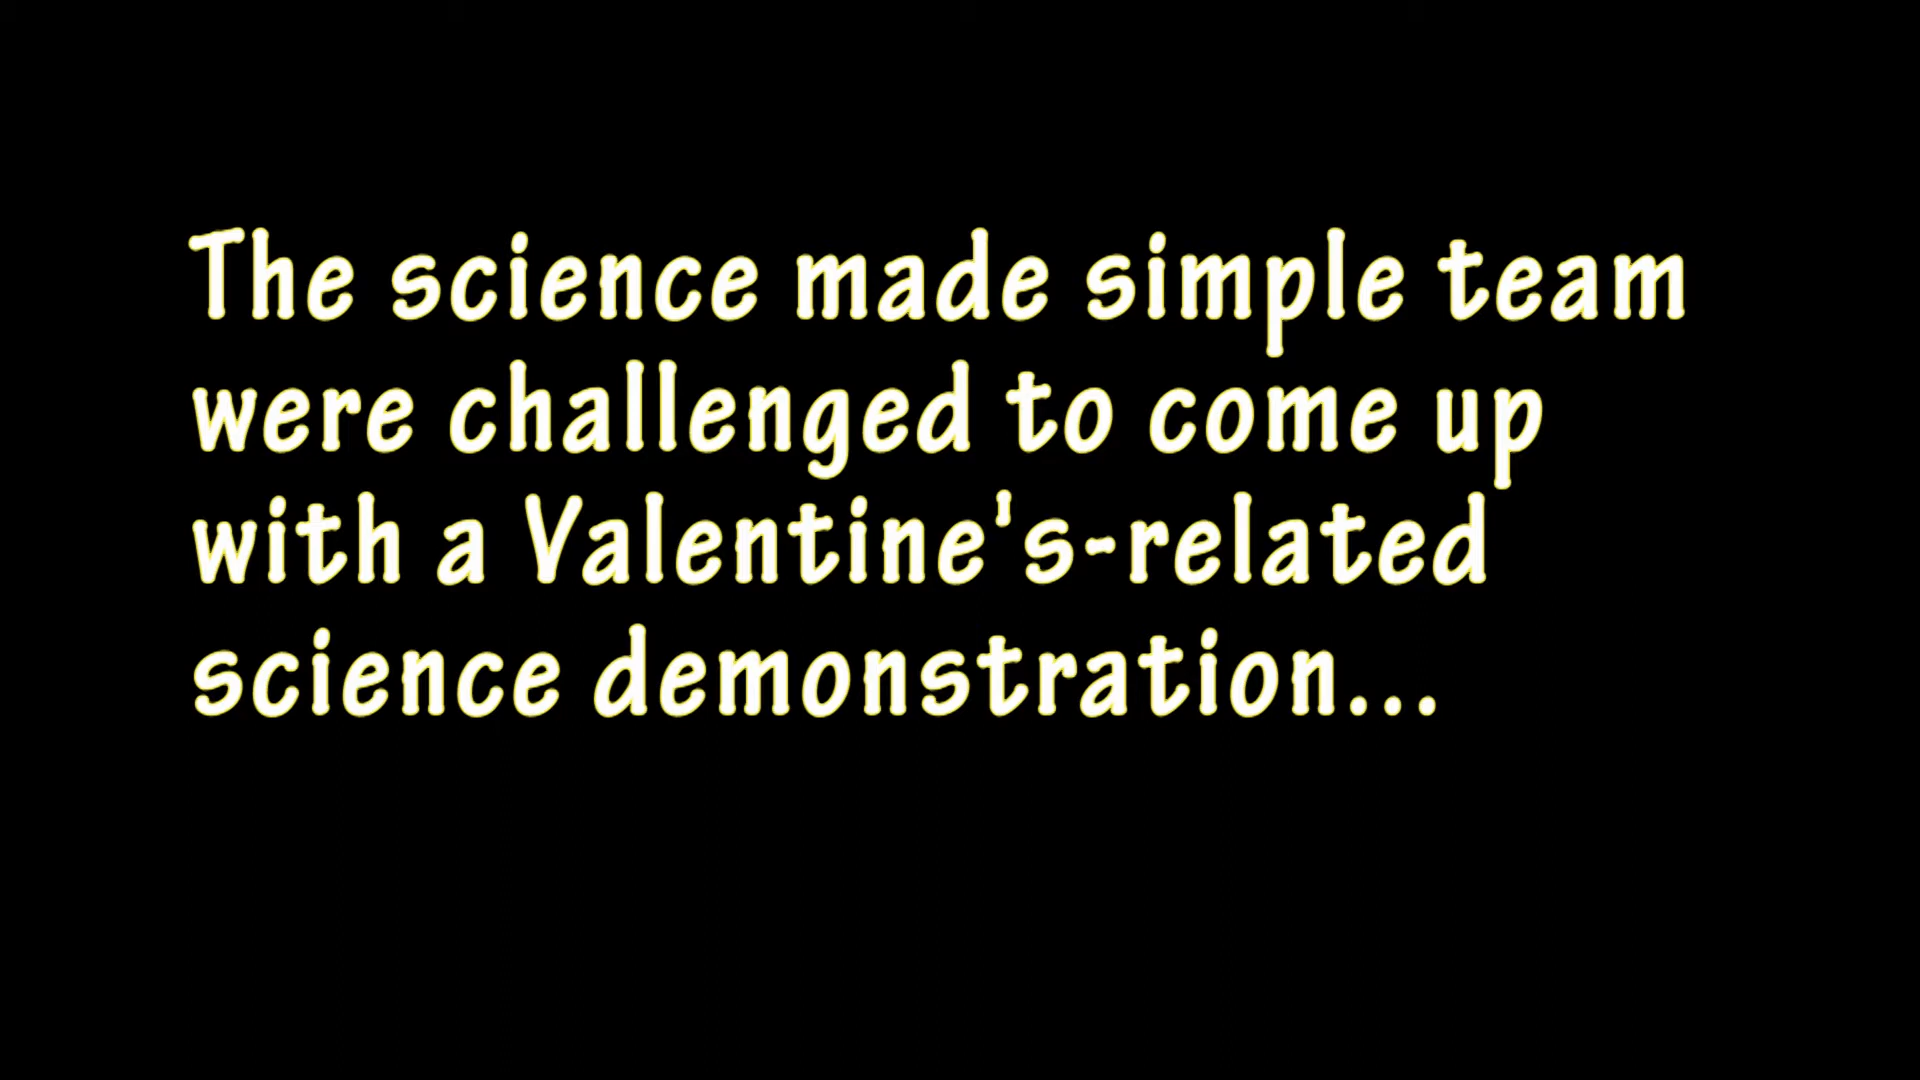 The science made simple team
were challenged to come up
with a Valentine's-related
science demonstration...